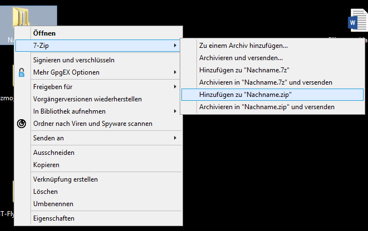 Öffnen
7-Zip
Signieren und verschlüsseln
Mehr GpgEX Optionen
Freigeben für
Vorgängerversionen wiederherstellen
In Bibliothek aufnehmen
Ordner nach Viren und Spyware scannen
Senden an
Ausschneiden
Kopieren
Verknüpfung erstellen
Löschen
Umbenennen
Eigenschaften
Zu einem Archiv hinzufügen...
Archivieren und versenden...
Hinzufügen zu "Nachname.7z"
Archivieren in "Nachname.7z" und versenden
Hinzufügen zu "Nachname.zip"
Archivieren in "Nachname.zip" und versenden